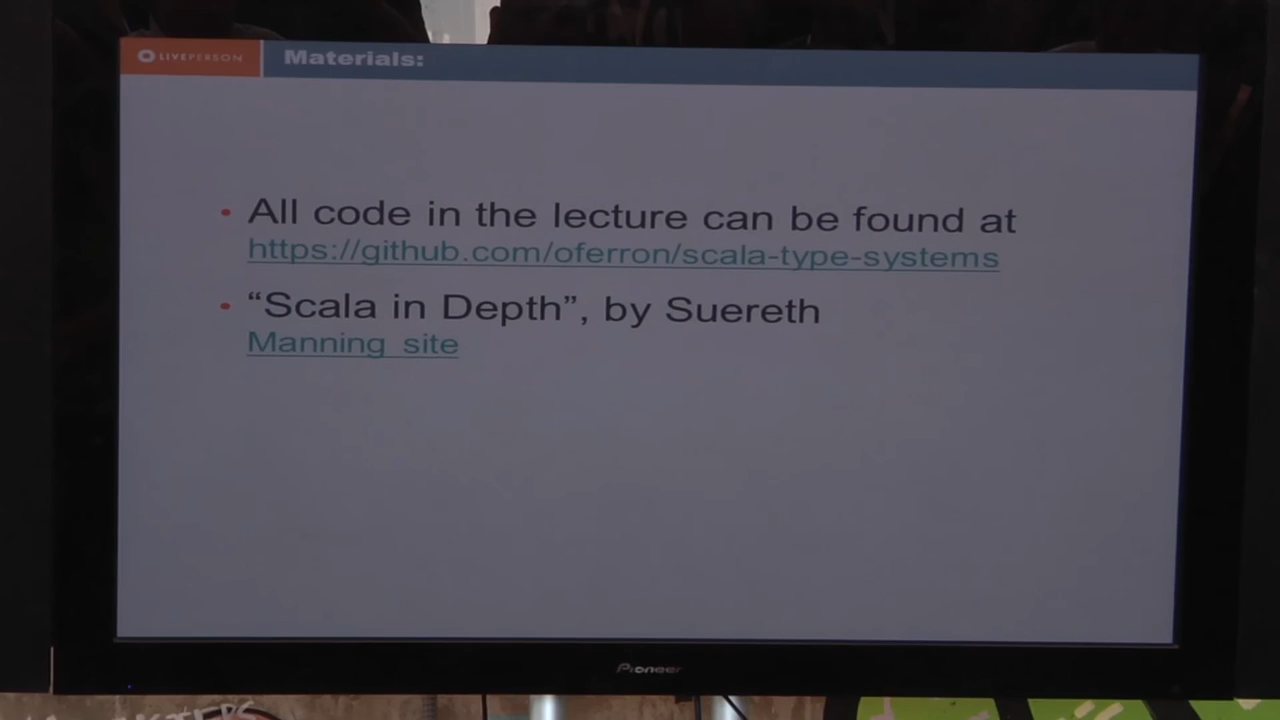 LIVEPERSON
Materials:
• All code in the lecture can be found at
https://github.com/oferron/scala-type-systems
• “Scala in Depth”, by Suereth
Manning site
Pioneer